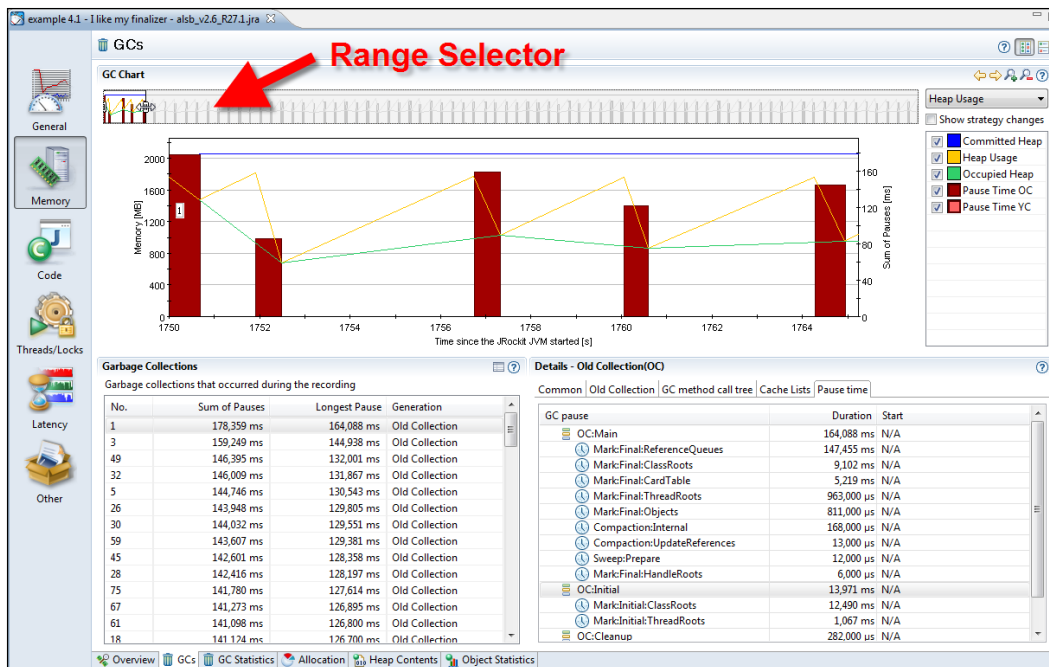 example 4.1 - I like my finalizer - alsb_v2.6_R27.1.jra
GCs
Range Selector
GC Chart
General
Memory
Code
Threads/Locks
Latency
Other
Heap Usage
Show strategy changes
Committed Heap
Heap Usage
Occupied Heap
Pause Time OC
Pause Time YC
Memory [MB]
2000
1600
1200
800
400
0
1
160
120
80
40
0
Sum of Pauses [ms]
1750 1752 1754 1756 1758 1760 1762 1764
Time since the JRockit JVM started [s]
Garbage Collections
Garbage collections that occurred during the recording
No. Sum of Pauses Longest Pause Generation
1 178,359 ms 164,088 ms Old Collection
3 159,249 ms 144,938 ms Old Collection
49 146,395 ms 132,001 ms Old Collection
32 146,009 ms 131,867 ms Old Collection
5 144,746 ms 130,543 ms Old Collection
26 143,948 ms 129,805 ms Old Collection
30 144,032 ms 129,551 ms Old Collection
59 143,607 ms 129,381 ms Old Collection
45 142,601 ms 128,358 ms Old Collection
28 142,416 ms 128,197 ms Old Collection
75 141,780 ms 127,614 ms Old Collection
67 141,273 ms 126,895 ms Old Collection
61 141,098 ms 126,800 ms Old Collection
18 141,124 ms 126,700 ms Old Collection
Details - Old Collection(OC)
Common Old Collection GC method call tree Cache Lists Pause time
GC pause Duration Start
OC:Main 164,088 ms N/A
Mark:Final:ReferenceQueues 147,455 ms N/A
Mark:Final:ClassRoots 9,102 ms N/A
Mark:Final:CardTable 5,219 ms N/A
Mark:Final:ThreadRoots 963,000 µs N/A
Mark:Final:Objects 811,000 µs N/A
Compaction:Internal 168,000 µs N/A
Compaction:UpdateReferences 13,000 µs N/A
Sweep:Prepare 12,000 µs N/A
Mark:Final:HandleRoots 6,000 µs N/A
OC:Initial 13,971 ms N/A
Mark:Initial:ClassRoots 12,490 ms N/A
Mark:Initial:ThreadRoots 1,067 ms N/A
OC:Cleanup 282,000 µs N/A
Overview GCs GC Statistics Allocation Heap Contents Object Statistics